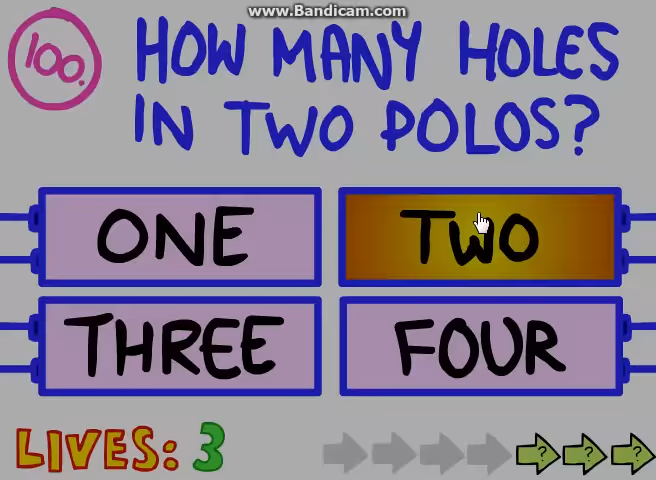 www.Bandicam.com
100.
HOW MANY HOLES
IN TWO POLOS?
ONE
TWO
THREE
FOUR
LIVES: 3
? ? ?